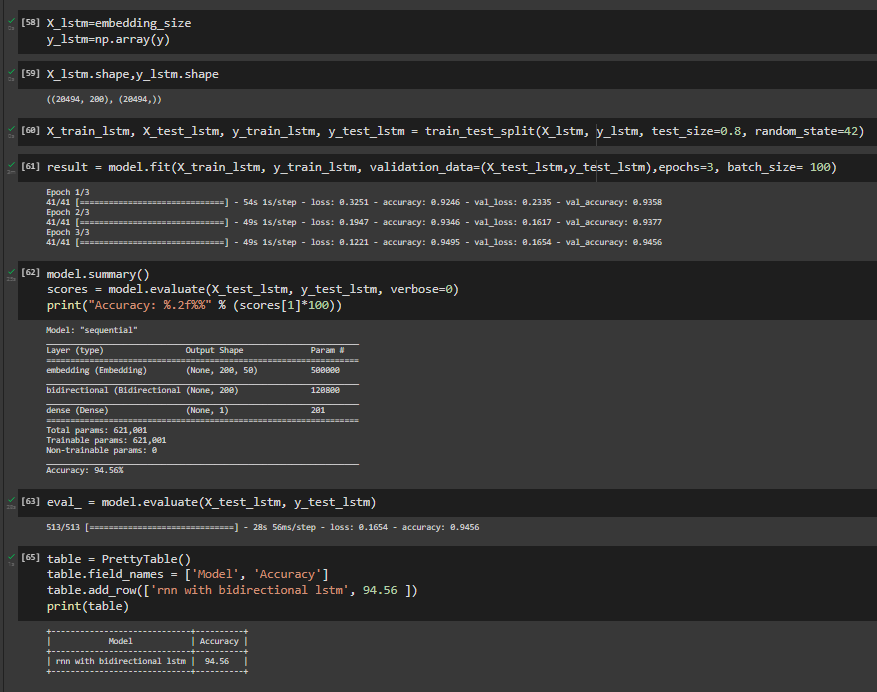 [58] X_lstm=embedding_size
y_lstm=np.array(y)
[59] X_lstm.shape,y_lstm.shape
((20494, 200), (20494,))
[60] X_train_lstm, X_test_lstm, y_train_lstm, y_test_lstm = train_test_split(X_lstm, y_lstm, test_size=0.8, random_state=42)
[61] result = model.fit(X_train_lstm, y_train_lstm, validation_data=(X_test_lstm,y_test_lstm),epochs=3, batch_size= 100)
Epoch 1/3
41/41 [==============================] - 54s 1s/step - loss: 0.3251 - accuracy: 0.9246 - val_loss: 0.2335 - val_accuracy: 0.9358
Epoch 2/3
41/41 [==============================] - 49s 1s/step - loss: 0.1947 - accuracy: 0.9346 - val_loss: 0.1617 - val_accuracy: 0.9377
Epoch 3/3
41/41 [==============================] - 49s 1s/step - loss: 0.1221 - accuracy: 0.9495 - val_loss: 0.1654 - val_accuracy: 0.9456
[62] model.summary()
scores = model.evaluate(X_test_lstm, y_test_lstm, verbose=0)
print("Accuracy: %.2f%%" % (scores[1]*100))
Model: "sequential"
Layer (type) Output Shape Param #
=================================================================
embedding (Embedding) (None, 200, 50) 500000
bidirectional (Bidirectional (None, 200) 120800
dense (Dense) (None, 1) 201
=================================================================
Total params: 621,001
Trainable params: 621,001
Non-trainable params: 0
Accuracy: 94.56%
[63] eval_ = model.evaluate(X_test_lstm, y_test_lstm)
513/513 [==============================] - 28s 56ms/step - loss: 0.1654 - accuracy: 0.9456
[65] table = PrettyTable()
table.field_names = ['Model', 'Accuracy']
table.add_row(['rnn with bidirectional lstm', 94.56 ])
print(table)
+-----------------------------+----------+
| Model | Accuracy |
+-----------------------------+----------+
| rnn with bidirectional lstm | 94.56 |
+-----------------------------+----------+